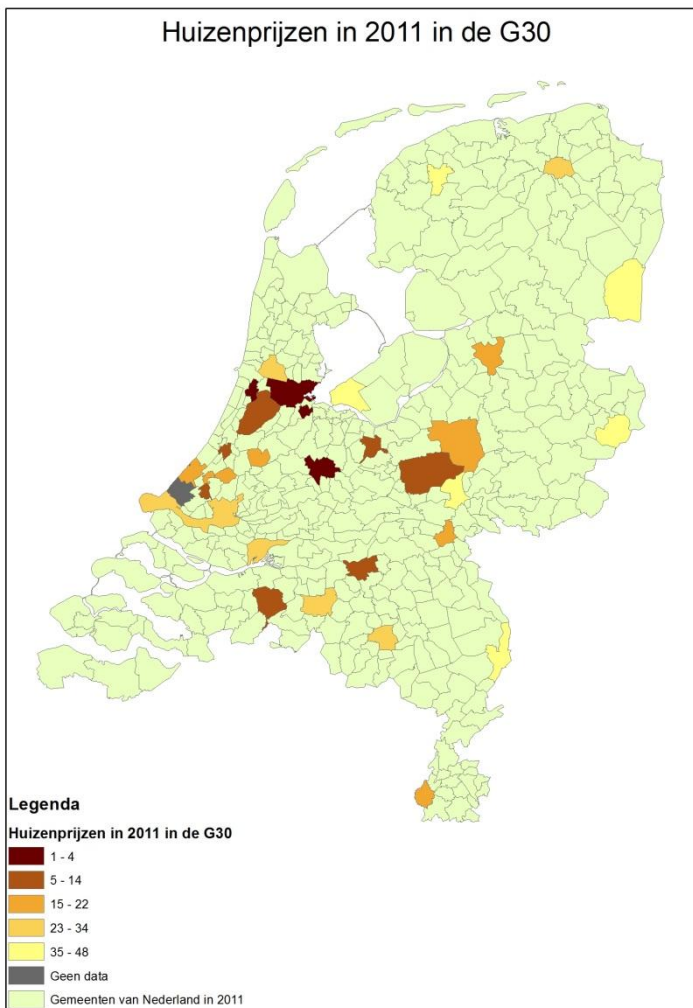 Huizenprijzen in 2011 in de G30
Legenda
Huizenprijzen in 2011 in de G30
1 - 4
5 - 14
15 - 22
23 - 34
35 - 48
Geen data
Gemeenten van Nederland in 2011